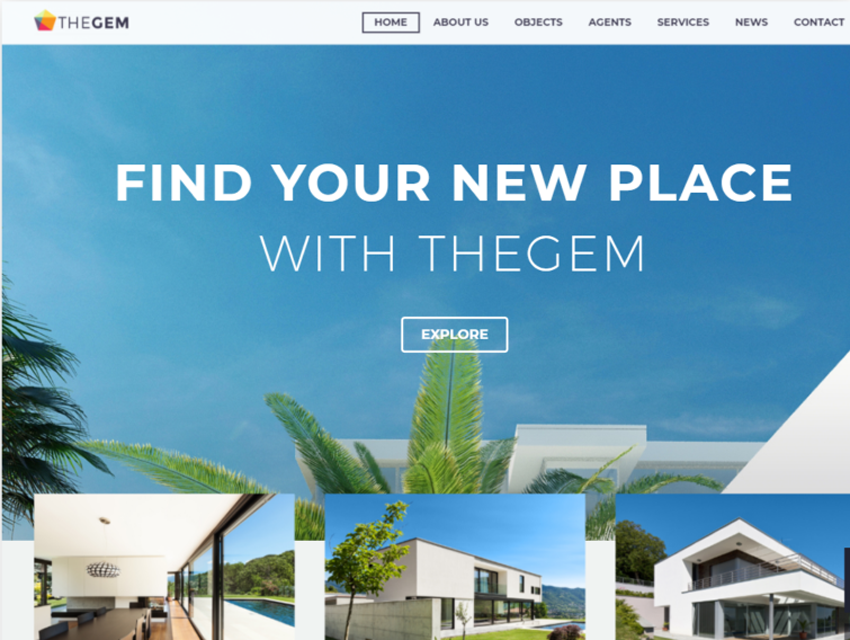 THEGEM
HOME ABOUT US OBJECTS AGENTS SERVICES NEWS CONTACT
FIND YOUR NEW PLACE
WITH THEGEM
EXPLORE